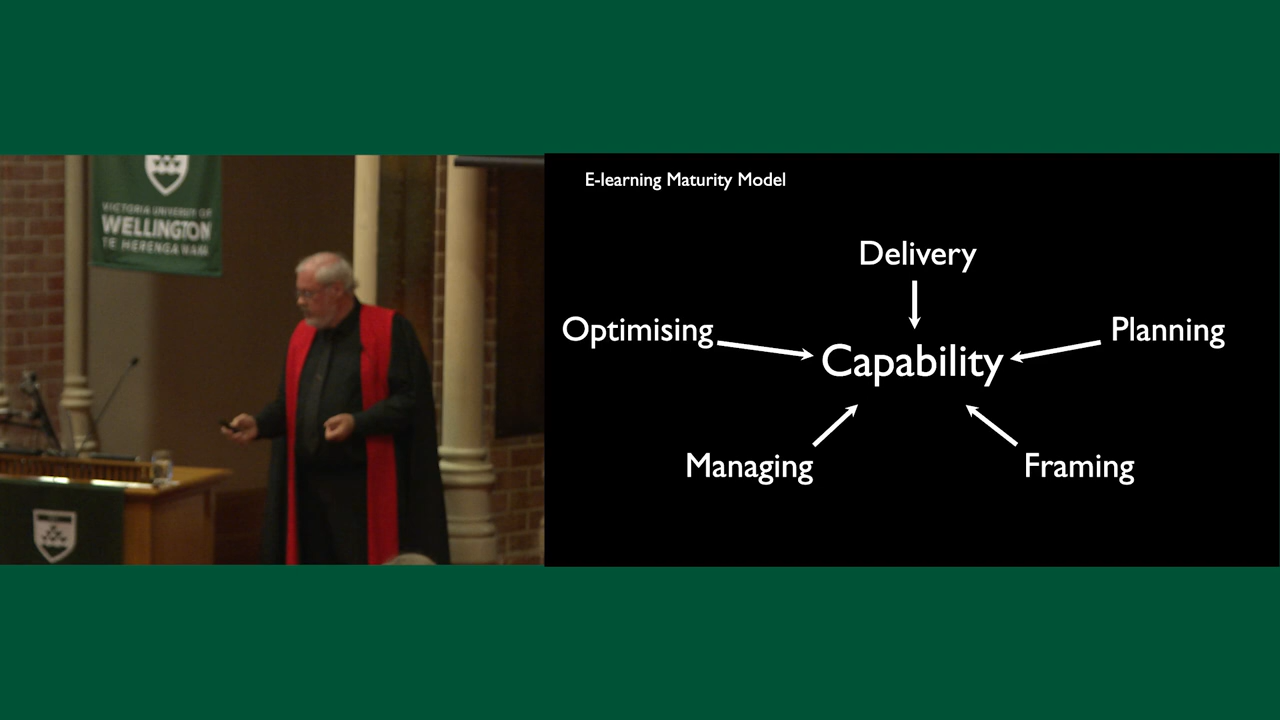 VICTORIA UNIVERSITY OF
WELLINGTON
TE HERENGA WAKA
E-learning Maturity Model
Delivery
Optimising
Planning
Capability
Managing
Framing